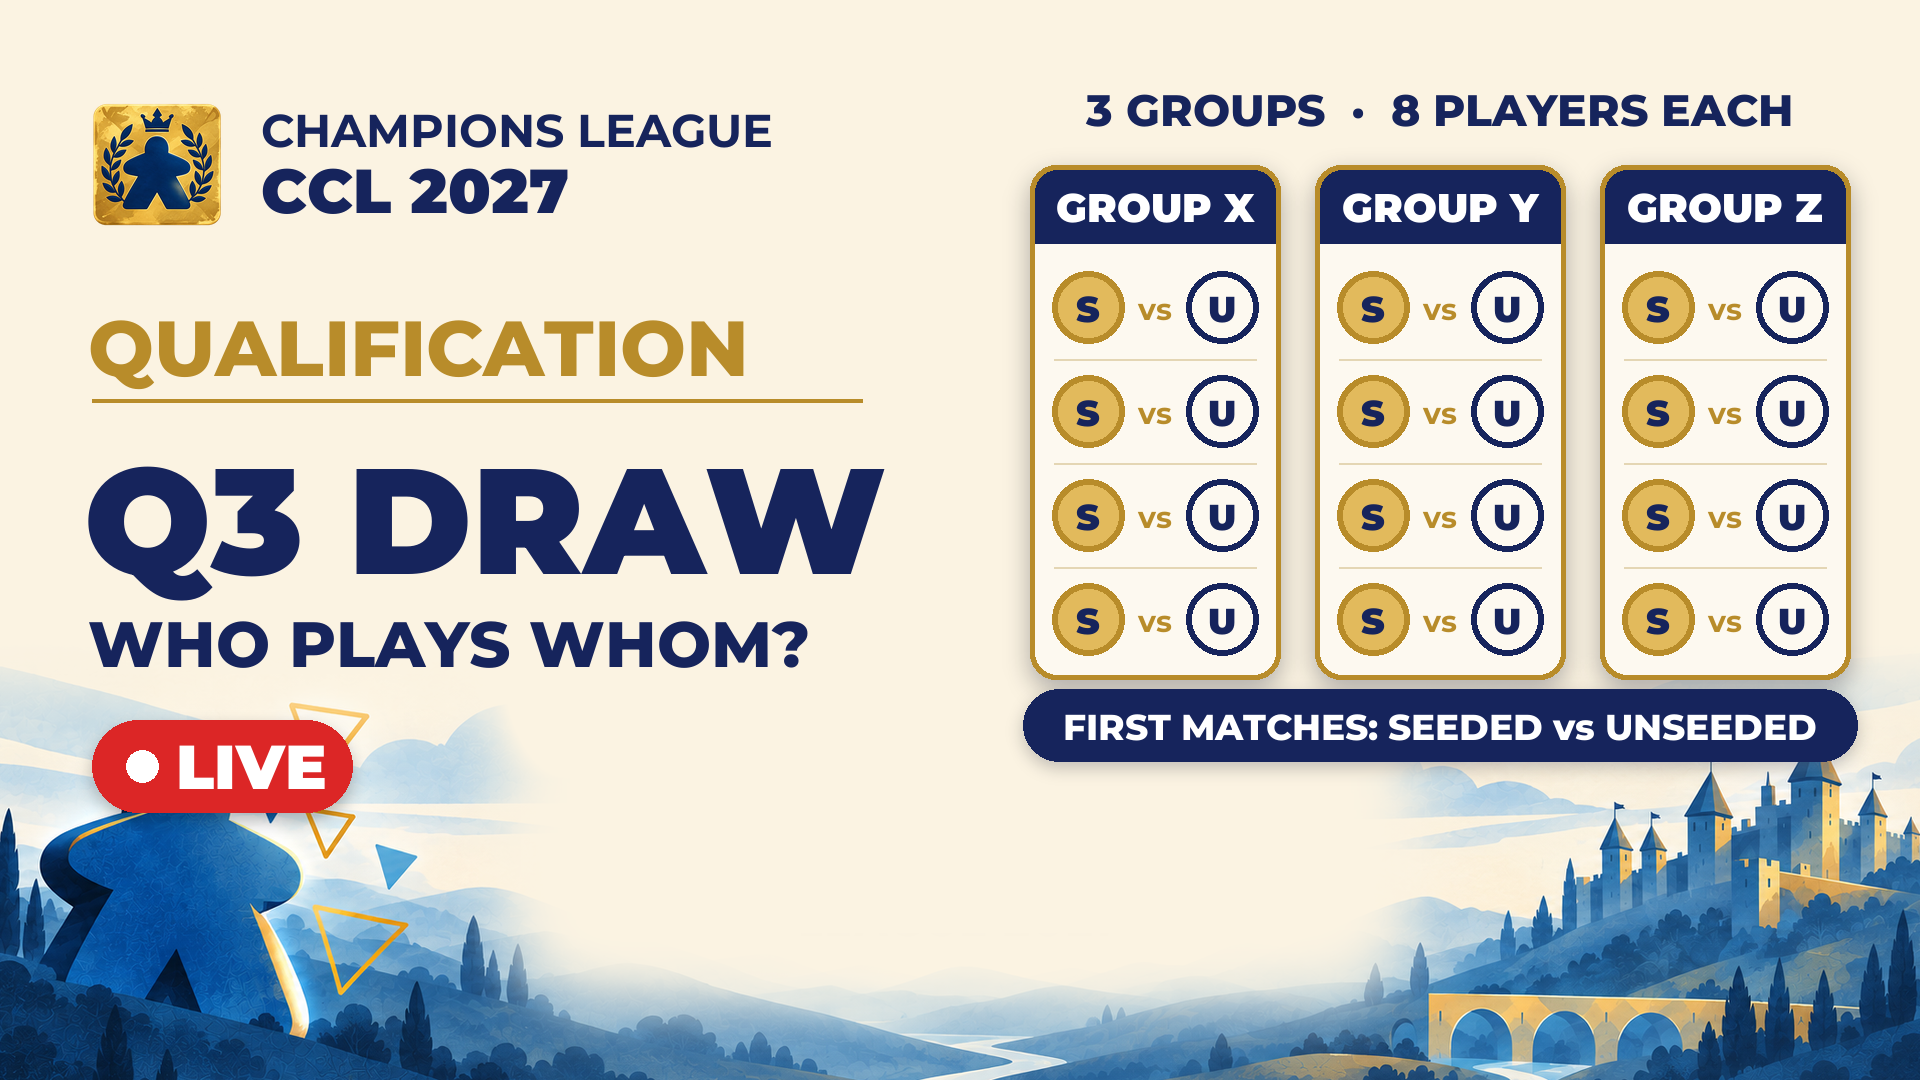 CHAMPIONS LEAGUE
CCL 2027
QUALIFICATION
Q3 DRAW
WHO PLAYS WHOM?
LIVE
3 GROUPS • 8 PLAYERS EACH
GROUP X
S vs U
S vs U
S vs U
S vs U
GROUP Y
S vs U
S vs U
S vs U
S vs U
GROUP Z
S vs U
S vs U
S vs U
S vs U
FIRST MATCHES: SEEDED vs UNSEEDED